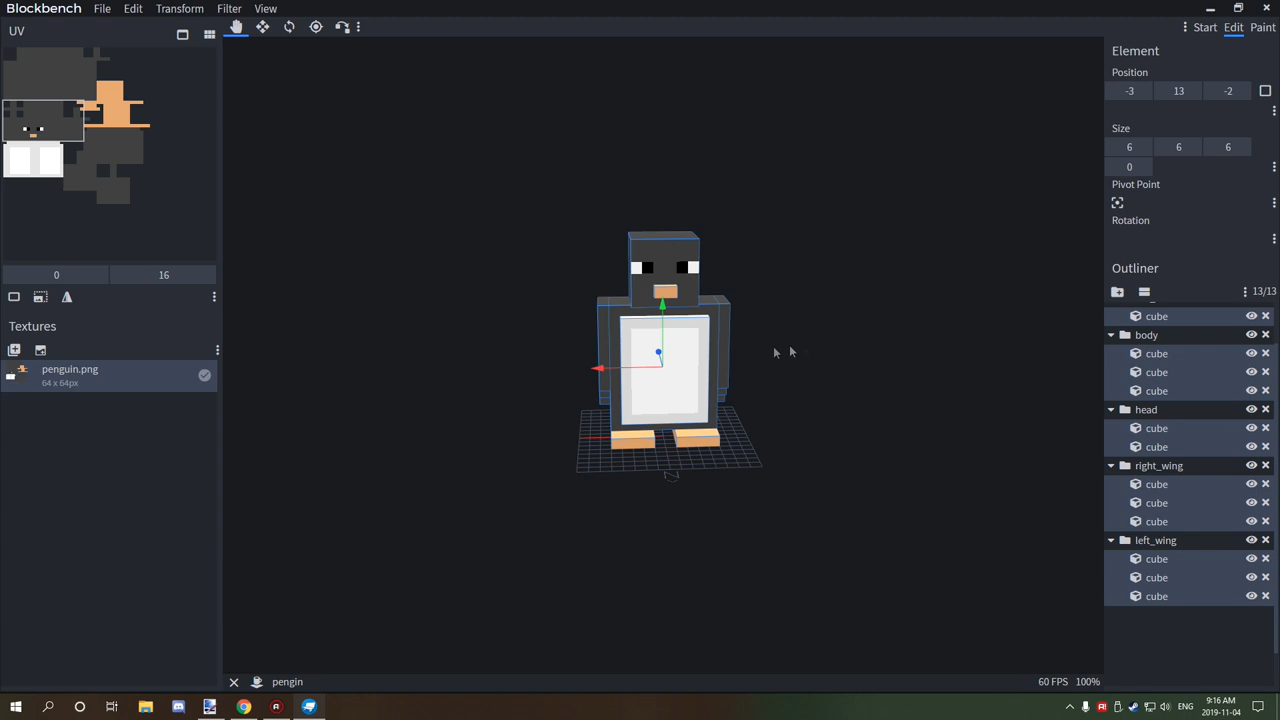 Blockbench File Edit Transform Filter View
UV
Start Edit Paint
Element
Position
-3 13 -2
Size
6 6 6
0
Pivot Point
Rotation
Outliner
13/13
cube
body
cube
cube
cube
head
cube
cube
right_wing
cube
cube
cube
left_wing
cube
cube
cube
0 16
Textures
penguin.png
64 x 64px
pengin
60 FPS 100%
ENG
9:16 AM
2019-11-04